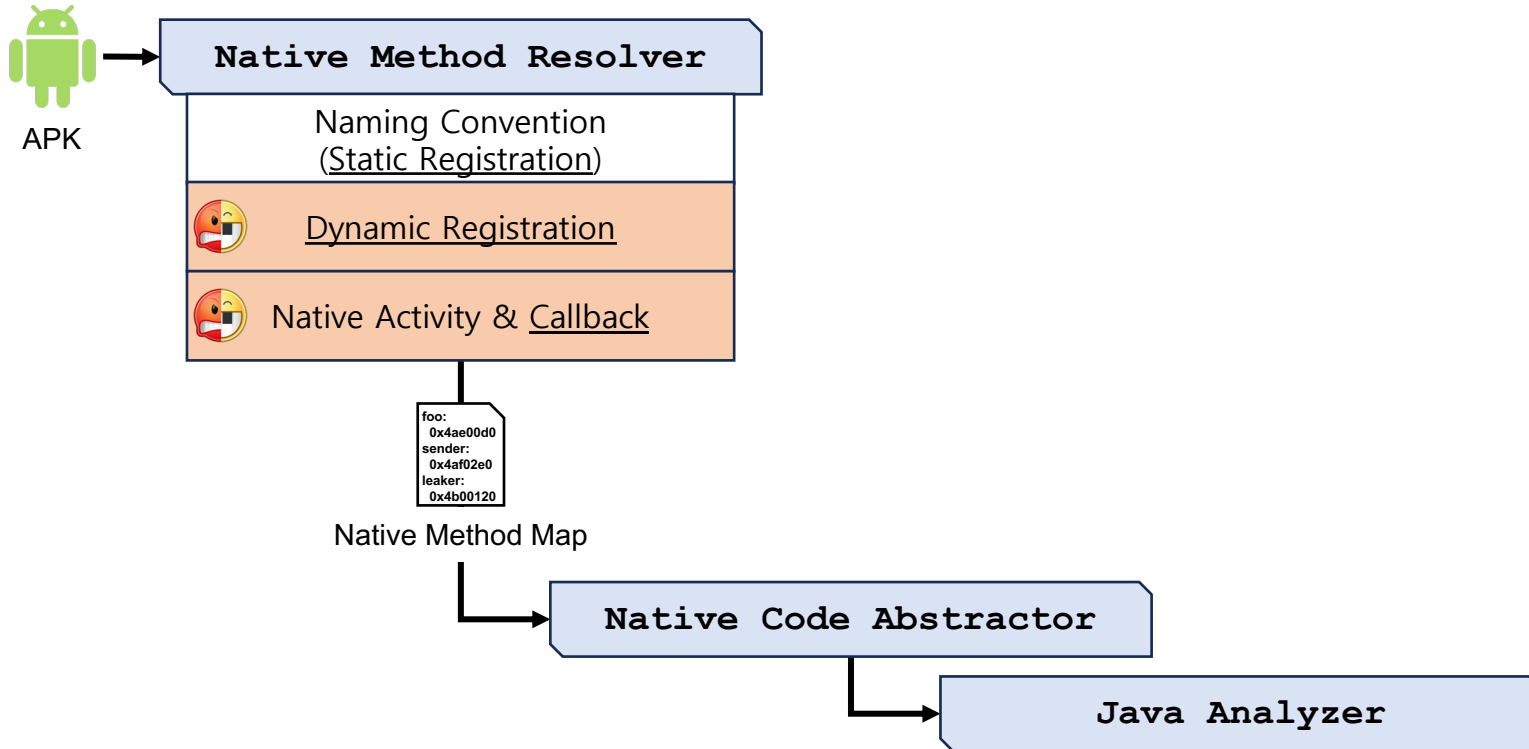 APK
Native Method Resolver
Naming Convention
(Static Registration)
Dynamic Registration
Native Activity & Callback
foo:
0x4ae00d0
sender:
0x4af02e0
leaker:
0x4b00120
Native Method Map
Native Code Abstractor
Java Analyzer